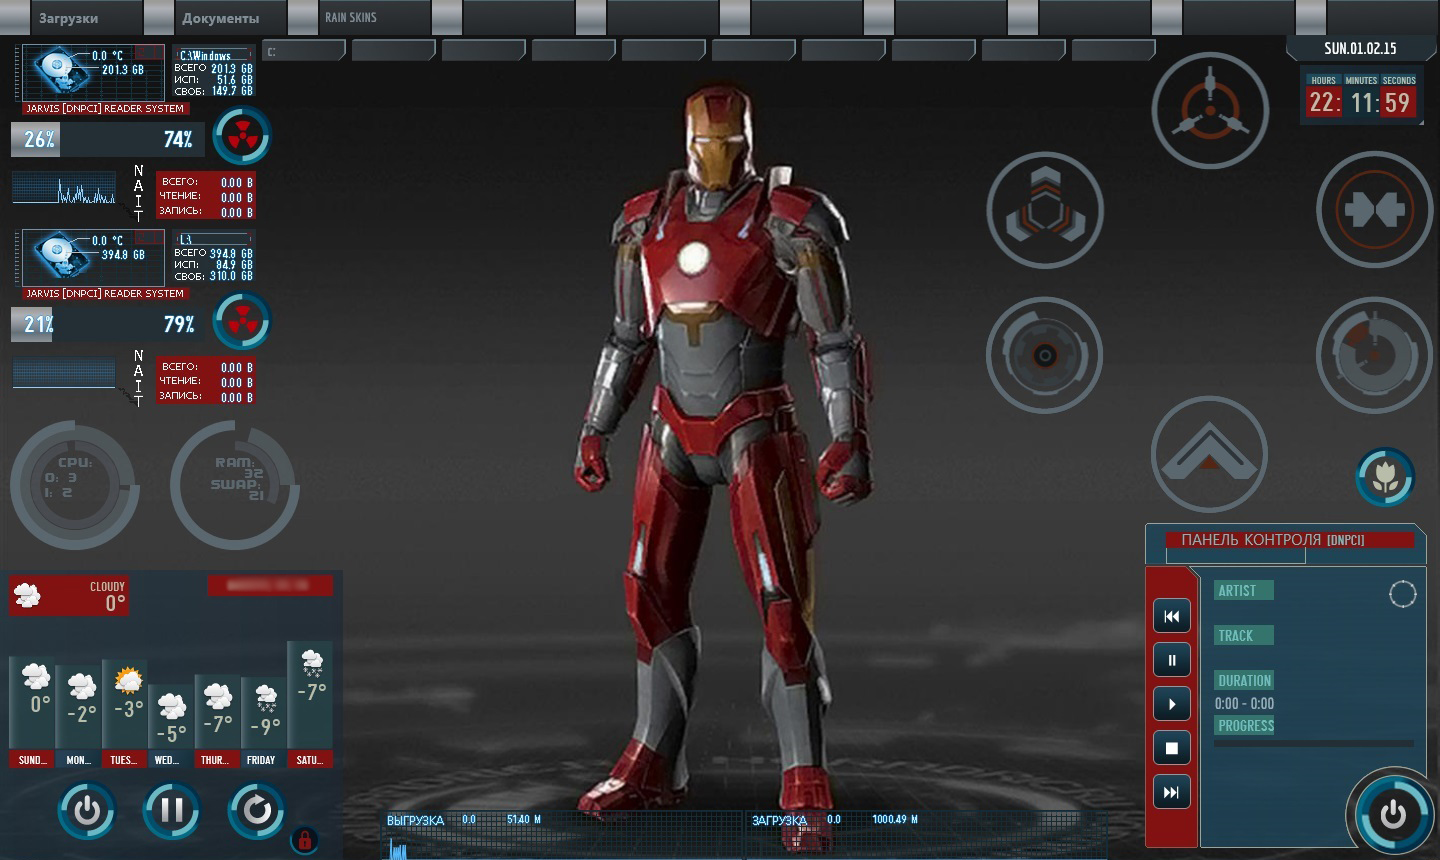 Загрузки
Документы
RAIN SKINS
C:
SUN.01.02.15
HOURS MINUTES SECONDS
22: 11: 59
0.0 °C
201.3 GB
C:\Windows
ВСЕГО 201.3 GB
ИСП: 51.6 GB
СВОБ: 149.7 GB
JARVIS [DNPCI] READER SYSTEM
26% 74%
NAIT
ВСЕГО: 0.00 B
ЧТЕНИЕ: 0.00 B
ЗАПИСЬ: 0.00 B
0.0 °C
394.8 GB
L:\
ВСЕГО 394.8 GB
ИСП: 84.9 GB
СВОБ: 310.0 GB
JARVIS [DNPCI] READER SYSTEM
21% 79%
NAIT
ВСЕГО: 0.00 B
ЧТЕНИЕ: 0.00 B
ЗАПИСЬ: 0.00 B
CPU:
0: 3
1: 2
RAM:
32
SWAP:
21
CLOUDY
0°
0° -2° -3° -5° -7° -9° -7°
SUND... MON... TUES... WED... THUR... FRIDAY SATU...
ПАНЕЛЬ КОНТРОЛЯ [DNPCI]
ARTIST
TRACK
DURATION
0:00 - 0:00
PROGRESS
ВЫГРУЗКА 0.0 51.40 M
ЗАГРУЗКА 0.0 1000.49 M